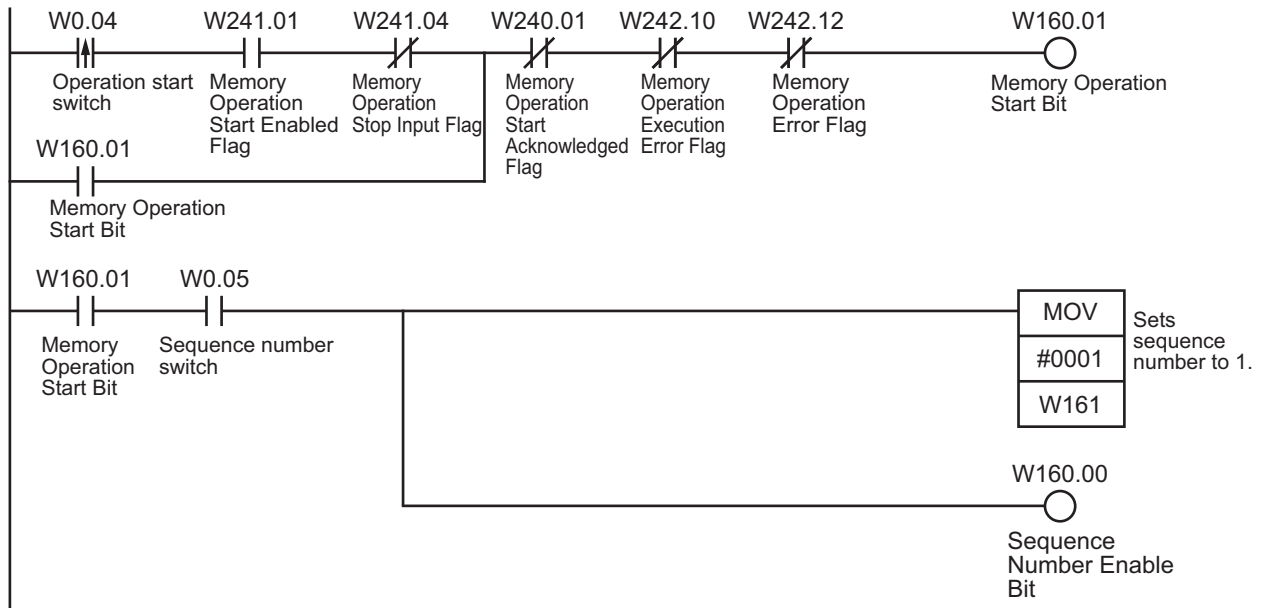 W0.04 W241.01 W241.04 W240.01 W242.10 W242.12 W160.01
Operation start
switch
Memory
Operation
Start Enabled
Flag
Memory
Operation
Stop Input Flag
Memory
Operation
Start
Acknowledged
Flag
Memory
Operation
Execution
Error Flag
Memory
Operation
Error Flag
Memory Operation
Start Bit
W160.01
Memory Operation
Start Bit
W160.01 W0.05
Memory
Operation
Start Bit
Sequence number
switch
MOV
#0001
W161
Sets
sequence
number to 1.
W160.00
Sequence
Number Enable
Bit